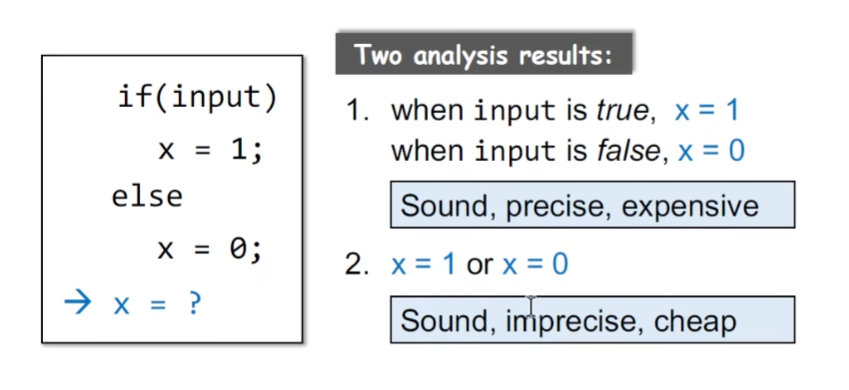 if(input)
x = 1;
else
x = 0;
→ x = ?
Two analysis results:
1. when input is true, x = 1
when input is false, x = 0
Sound, precise, expensive
2. x = 1 or x = 0
Sound, imprecise, cheap